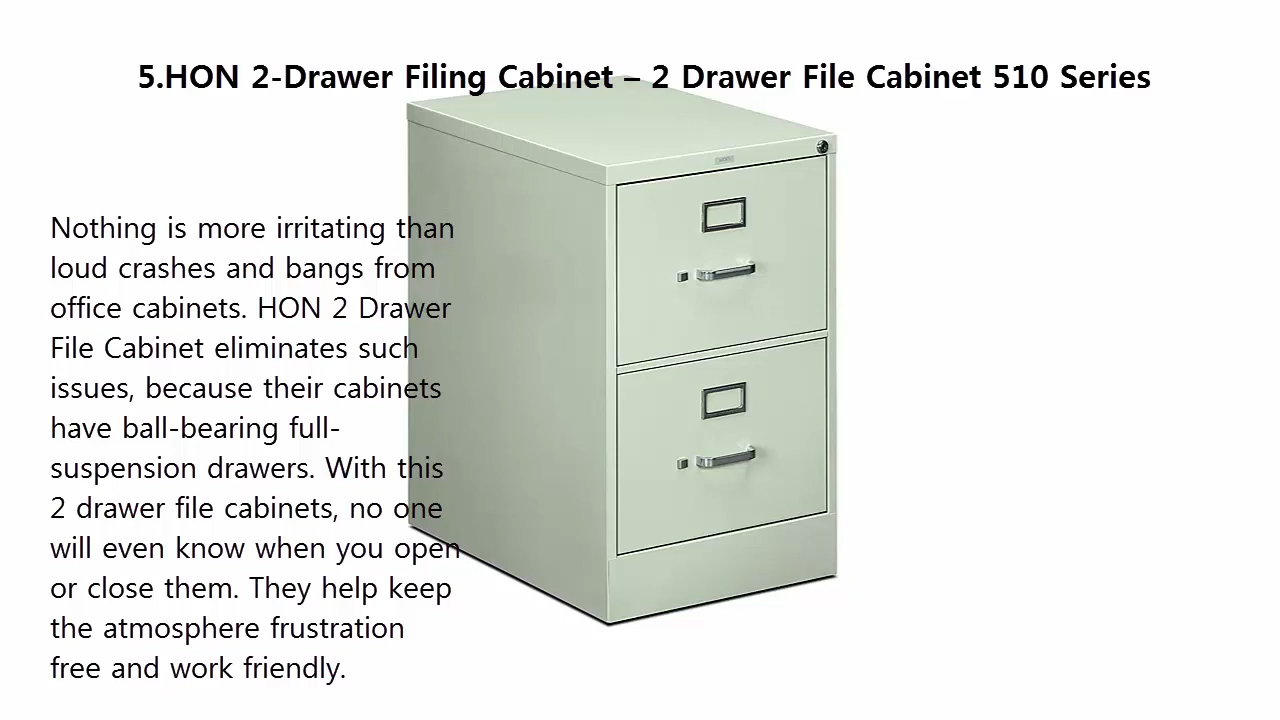 5.HON 2-Drawer Filing Cabinet – 2 Drawer File Cabinet 510 Series
Nothing is more irritating than
loud crashes and bangs from
office cabinets. HON 2 Drawer
File Cabinet eliminates such
issues, because their cabinets
have ball-bearing full-
suspension drawers. With this
2 drawer file cabinets, no one
will even know when you open
or close them. They help keep
the atmosphere frustration
free and work friendly.